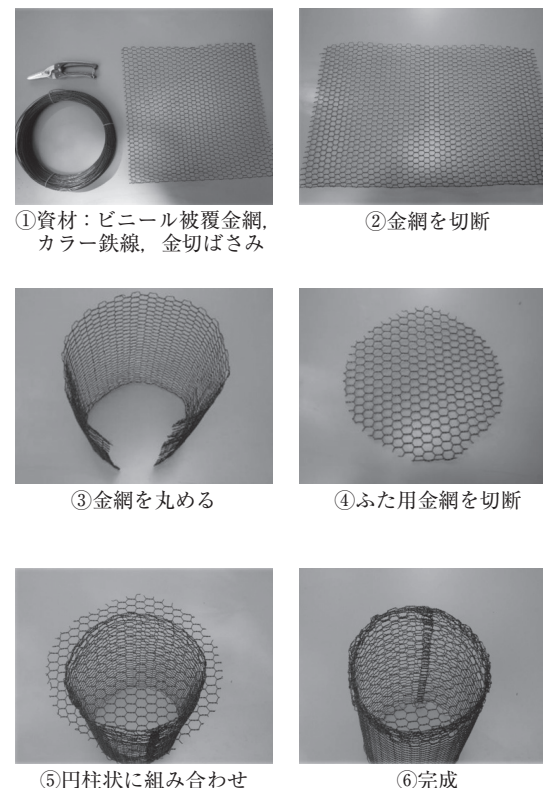 ①資材：ビニール被覆金網，
カラー鉄線，金切ばさみ
②金網を切断
③金網を丸める
④ふた用金網を切断
⑤円柱状に組み合わせ
⑥完成